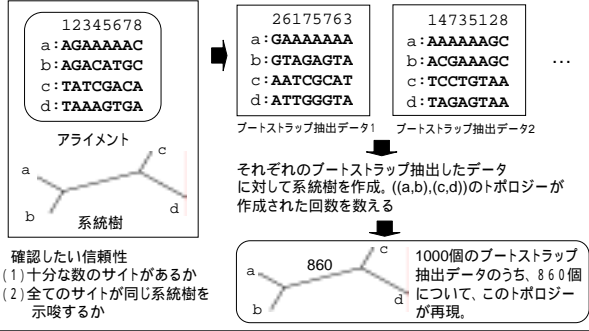 12345678
a:AGAAAAAC
b:AGACATGC
c:TATCGACA
d:TAAAGTGA
アライメント
a
b
c
d
系統樹
確認したい信頼性
(1)十分な数のサイトがあるか
(2)全てのサイトが同じ系統樹を
示唆するか
26175763
a:GAAAAAAA
b:GTAGAGTA
c:AATCGCAT
d:ATTGGGTA
ブートストラップ抽出データ1
14735128
a:AAAAAAGC
b:ACGAAAGC
c:TCCTGTAA
d:TAGAGTAA
ブートストラップ抽出データ2
…
それぞれのブートストラップ抽出したデータ
に対して系統樹を作成。((a,b),(c,d))のトポロジーが
作成された回数を数える
a
b
860
c
d
1000個のブートストラップ
抽出データのうち、860個
について、このトポロジー
が再現。